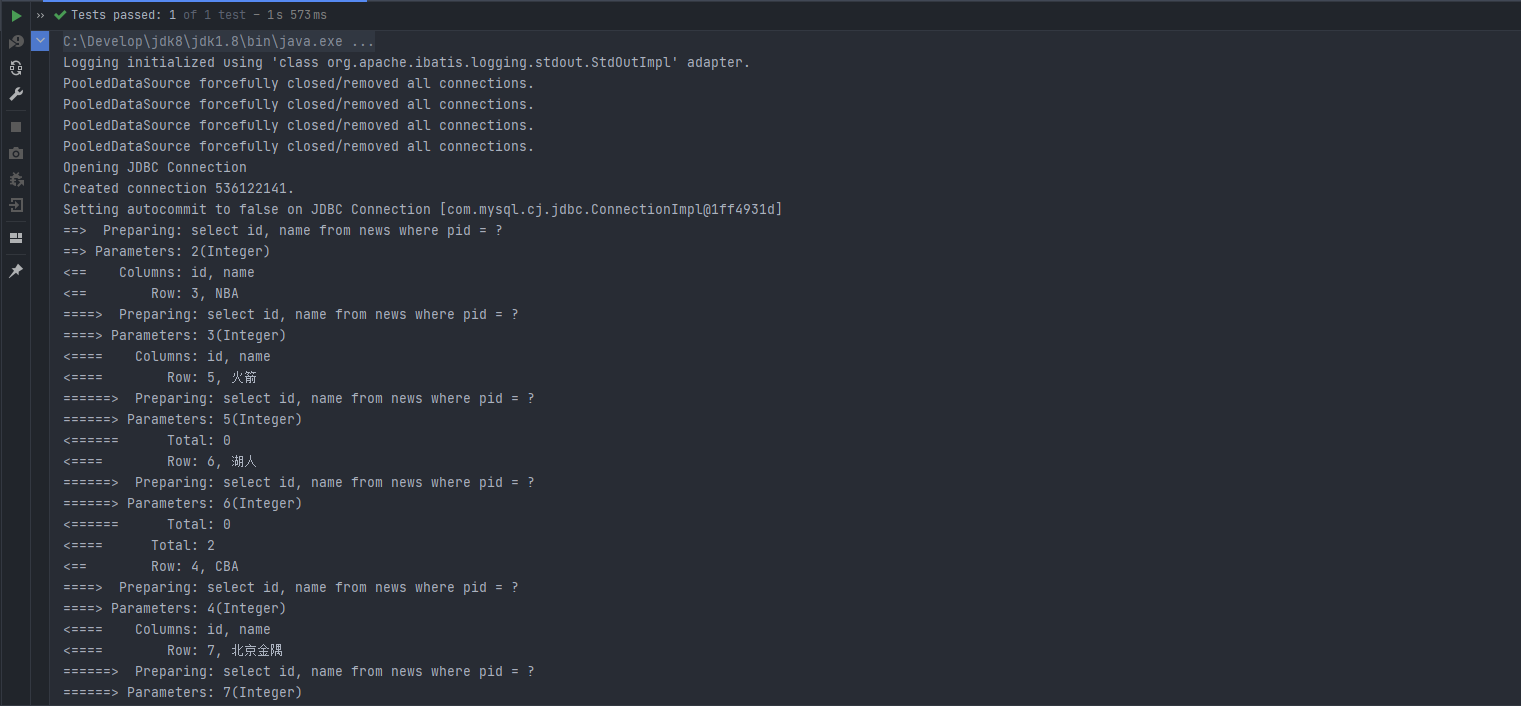 » Tests passed: 1 of 1 test – 1 s 573 ms
C:\Develop\jdk8\jdk1.8\bin\java.exe ...
Logging initialized using 'class org.apache.ibatis.logging.stdout.StdOutImpl' adapter.
PooledDataSource forcefully closed/removed all connections.
PooledDataSource forcefully closed/removed all connections.
PooledDataSource forcefully closed/removed all connections.
PooledDataSource forcefully closed/removed all connections.
Opening JDBC Connection
Created connection 536122141.
Setting autocommit to false on JDBC Connection [com.mysql.cj.jdbc.ConnectionImpl@1ff4931d]
==>  Preparing: select id, name from news where pid = ?
==> Parameters: 2(Integer)
<==    Columns: id, name
<==        Row: 3, NBA
====>  Preparing: select id, name from news where pid = ?
====> Parameters: 3(Integer)
<====    Columns: id, name
<====        Row: 5, 火箭
======>  Preparing: select id, name from news where pid = ?
======> Parameters: 5(Integer)
<======      Total: 0
<====        Row: 6, 湖人
======>  Preparing: select id, name from news where pid = ?
======> Parameters: 6(Integer)
<======      Total: 0
<====      Total: 2
<==        Row: 4, CBA
====>  Preparing: select id, name from news where pid = ?
====> Parameters: 4(Integer)
<====    Columns: id, name
<====        Row: 7, 北京金隅
======>  Preparing: select id, name from news where pid = ?
======> Parameters: 7(Integer)